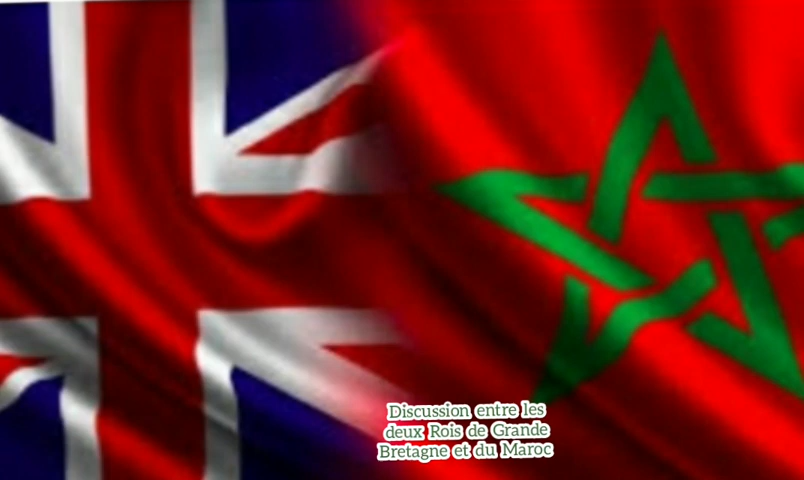 Discussion entre les
deux Rois de Grande
Bretagne et du Maroc